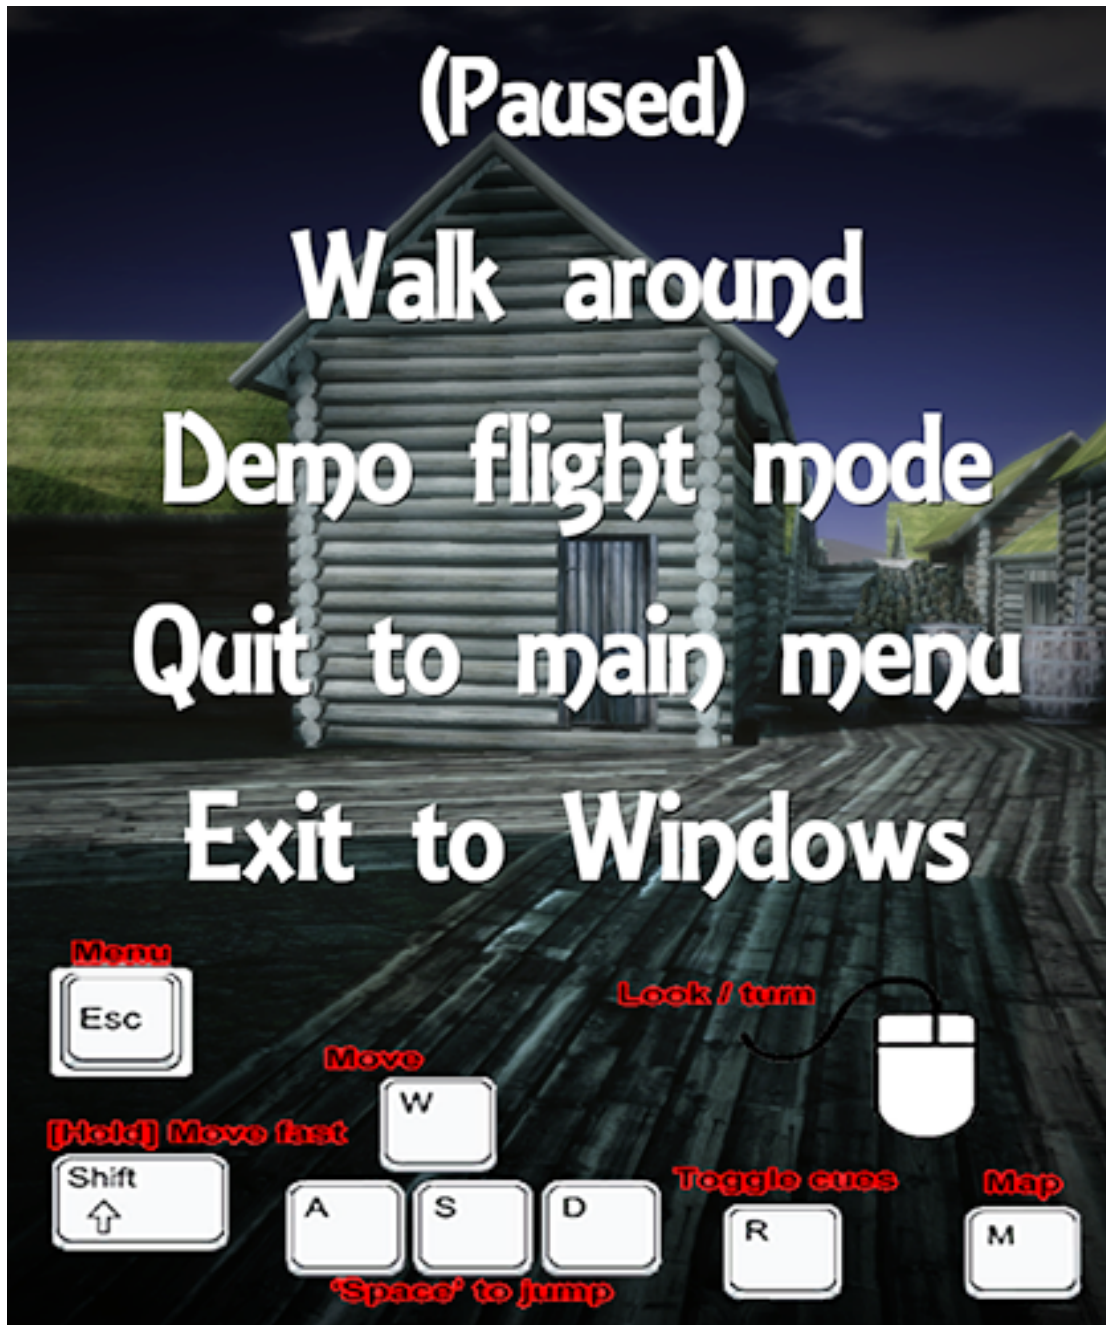 (Paused)
Walk around
Demo flight mode
Quit to main menu
Exit to Windows
Menu
Esc
Look / turn
Move
W
[Hold] Move fast
Shift
A S D
'Space' to jump
Toggle cues
R
Map
M